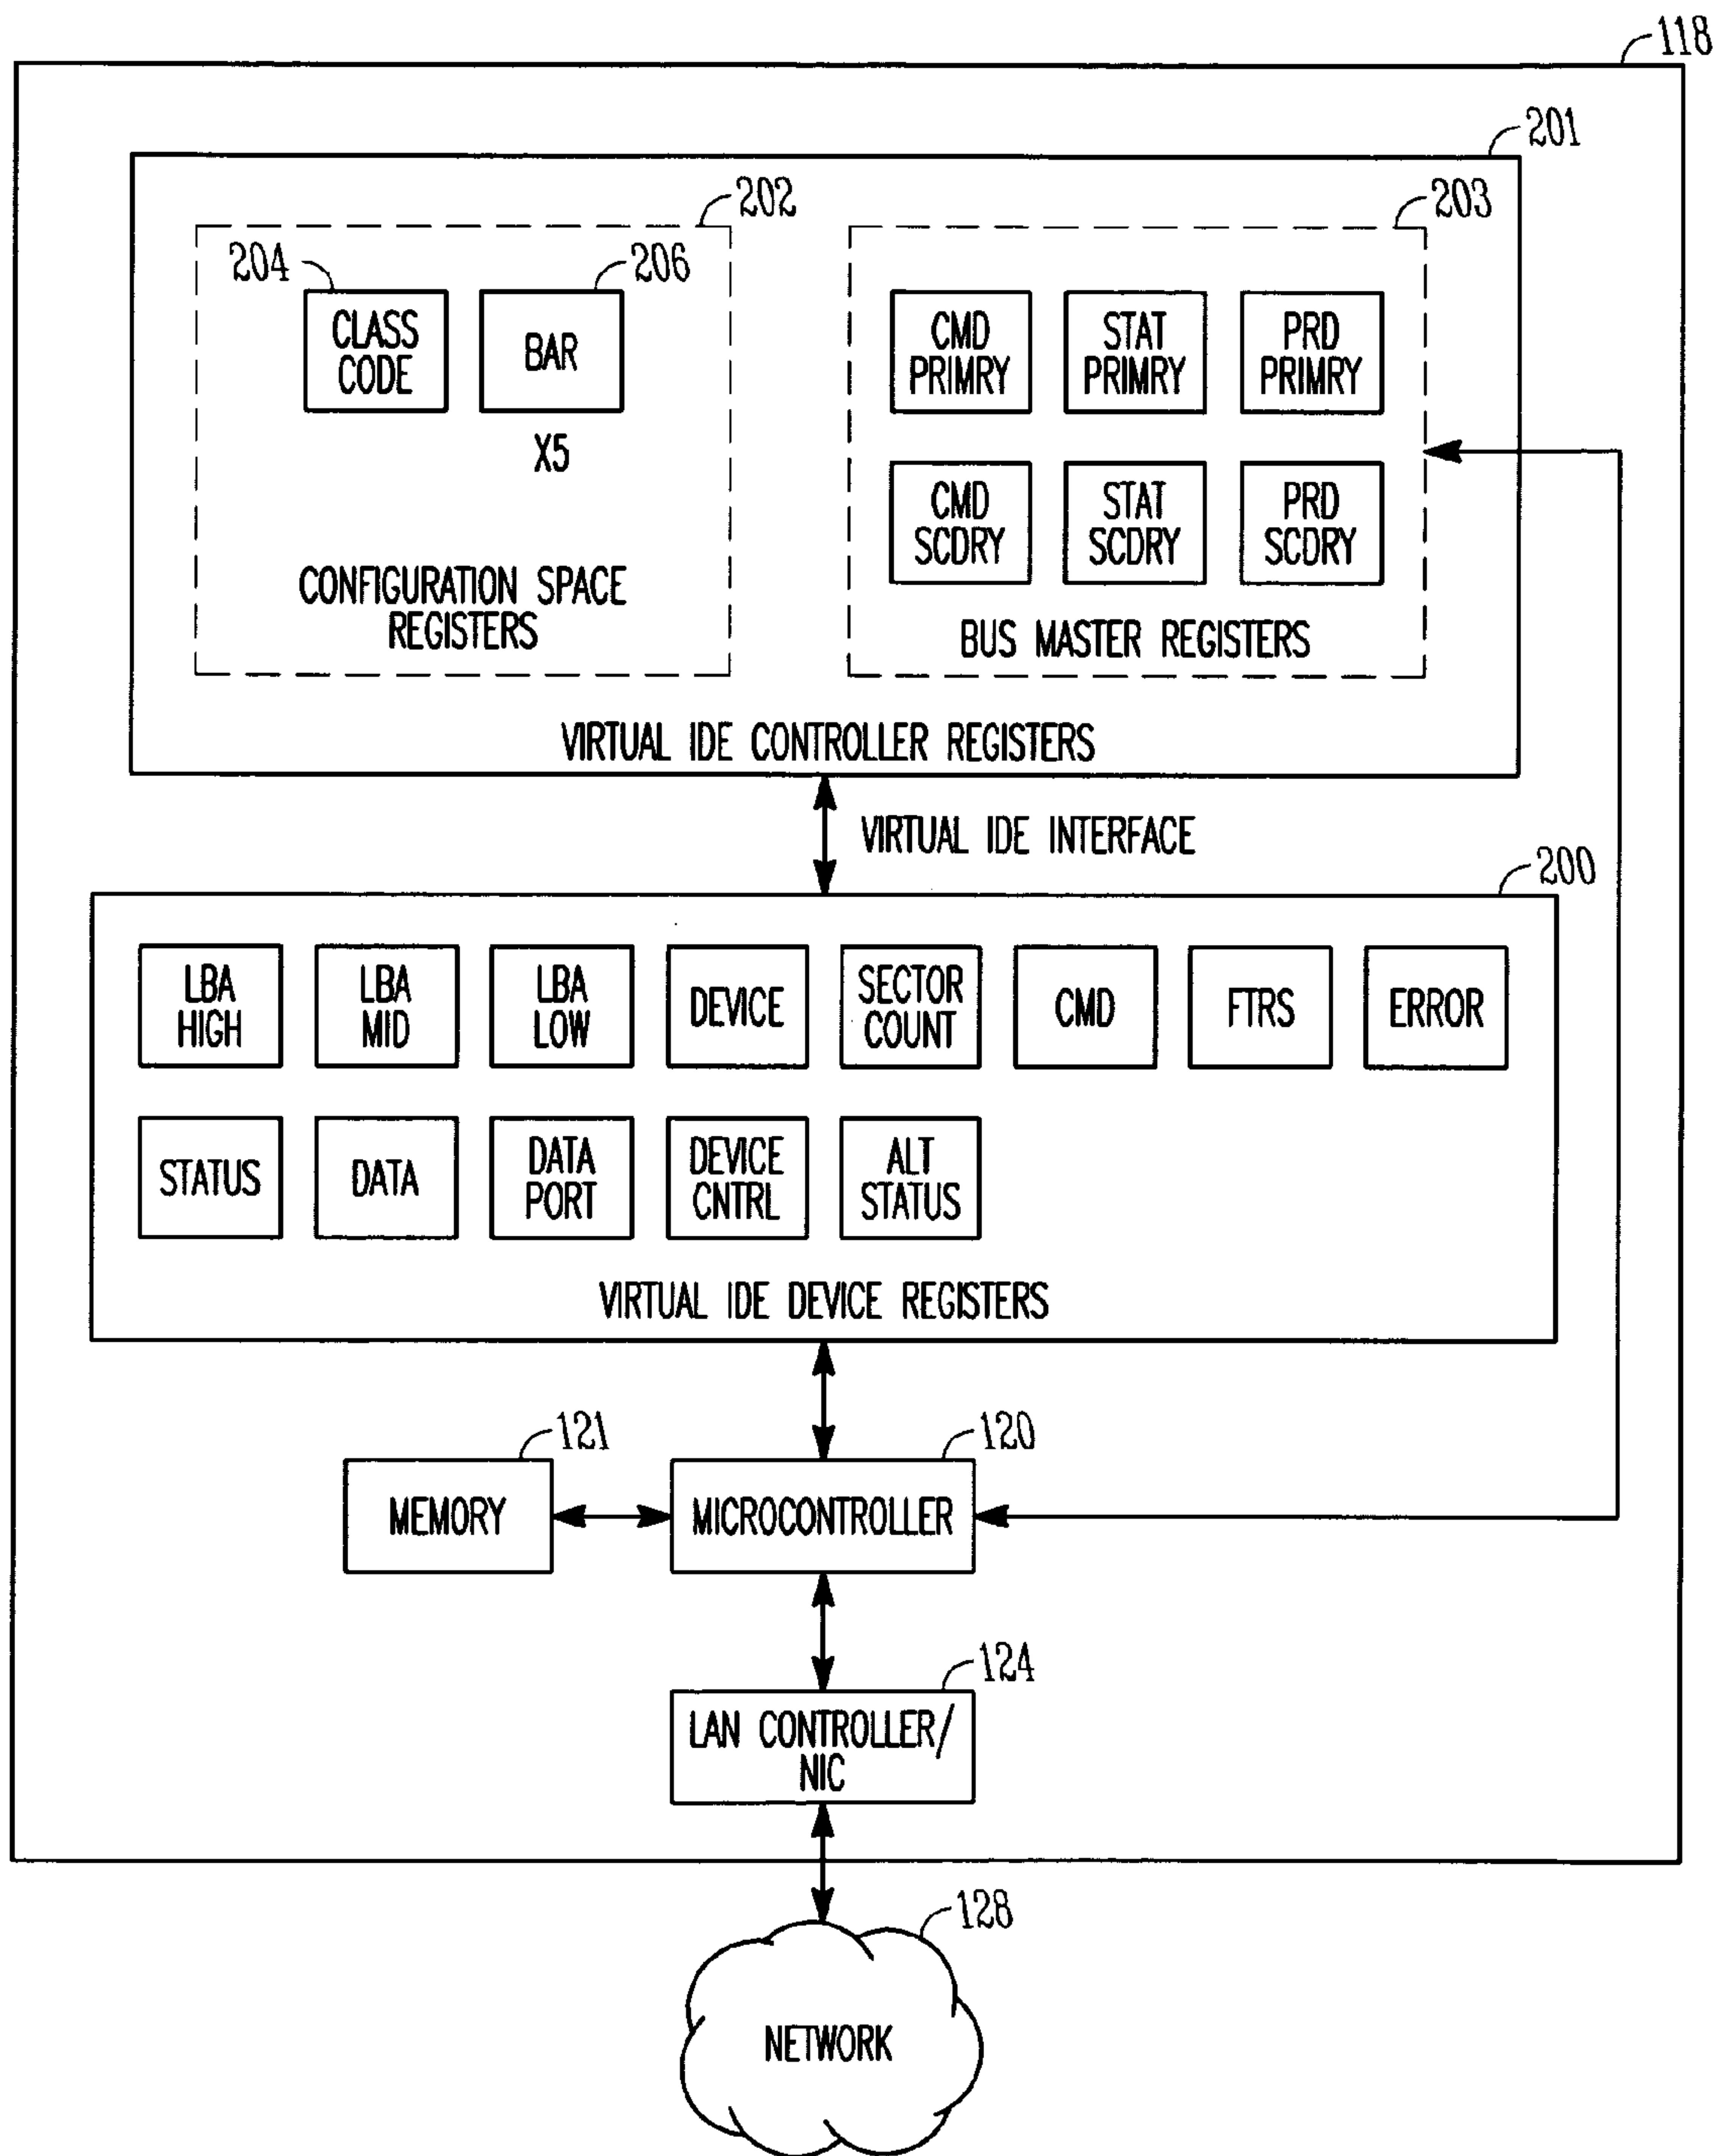 118
201
202
203
204
206
CLASS
CODE
BAR
X5
CONFIGURATION SPACE
REGISTERS
CMD
PRIMRY
STAT
PRIMRY
PRD
PRIMRY
CMD
SCDRY
STAT
SCDRY
PRD
SCDRY
BUS MASTER REGISTERS
VIRTUAL IDE CONTROLLER REGISTERS
VIRTUAL IDE INTERFACE
200
LBA
HIGH
LBA
MID
LBA
LOW
DEVICE
SECTOR
COUNT
CMD
FTRS
ERROR
STATUS
DATA
DATA
PORT
DEVICE
CNTRL
ALT
STATUS
VIRTUAL IDE DEVICE REGISTERS
121
120
MEMORY
MICROCONTROLLER
124
LAN CONTROLLER/
NIC
128
NETWORK